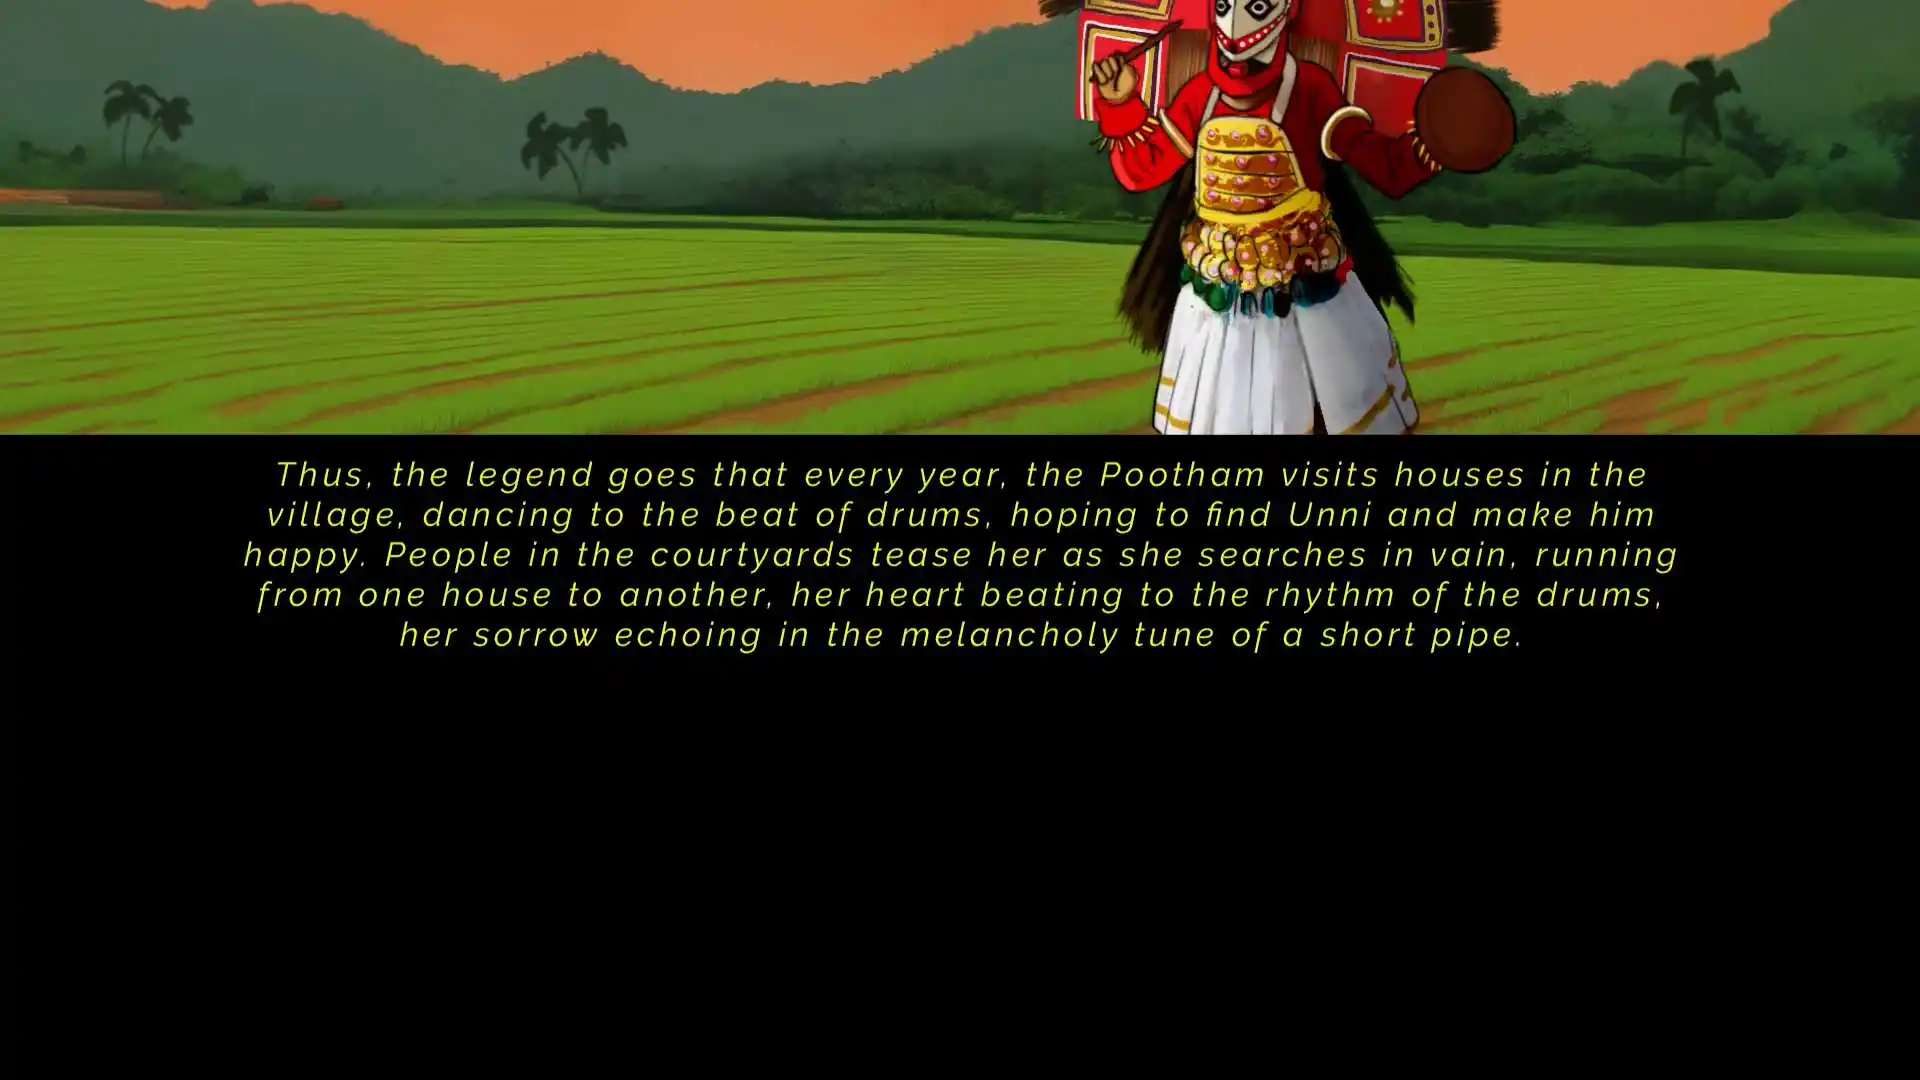 Thus, the legend goes that every year, the Pootham visits houses in the
village, dancing to the beat of drums, hoping to find Unni and make him
happy. People in the courtyards tease her as she searches in vain, running
from one house to another, her heart beating to the rhythm of the drums,
her sorrow echoing in the melancholy tune of a short pipe.